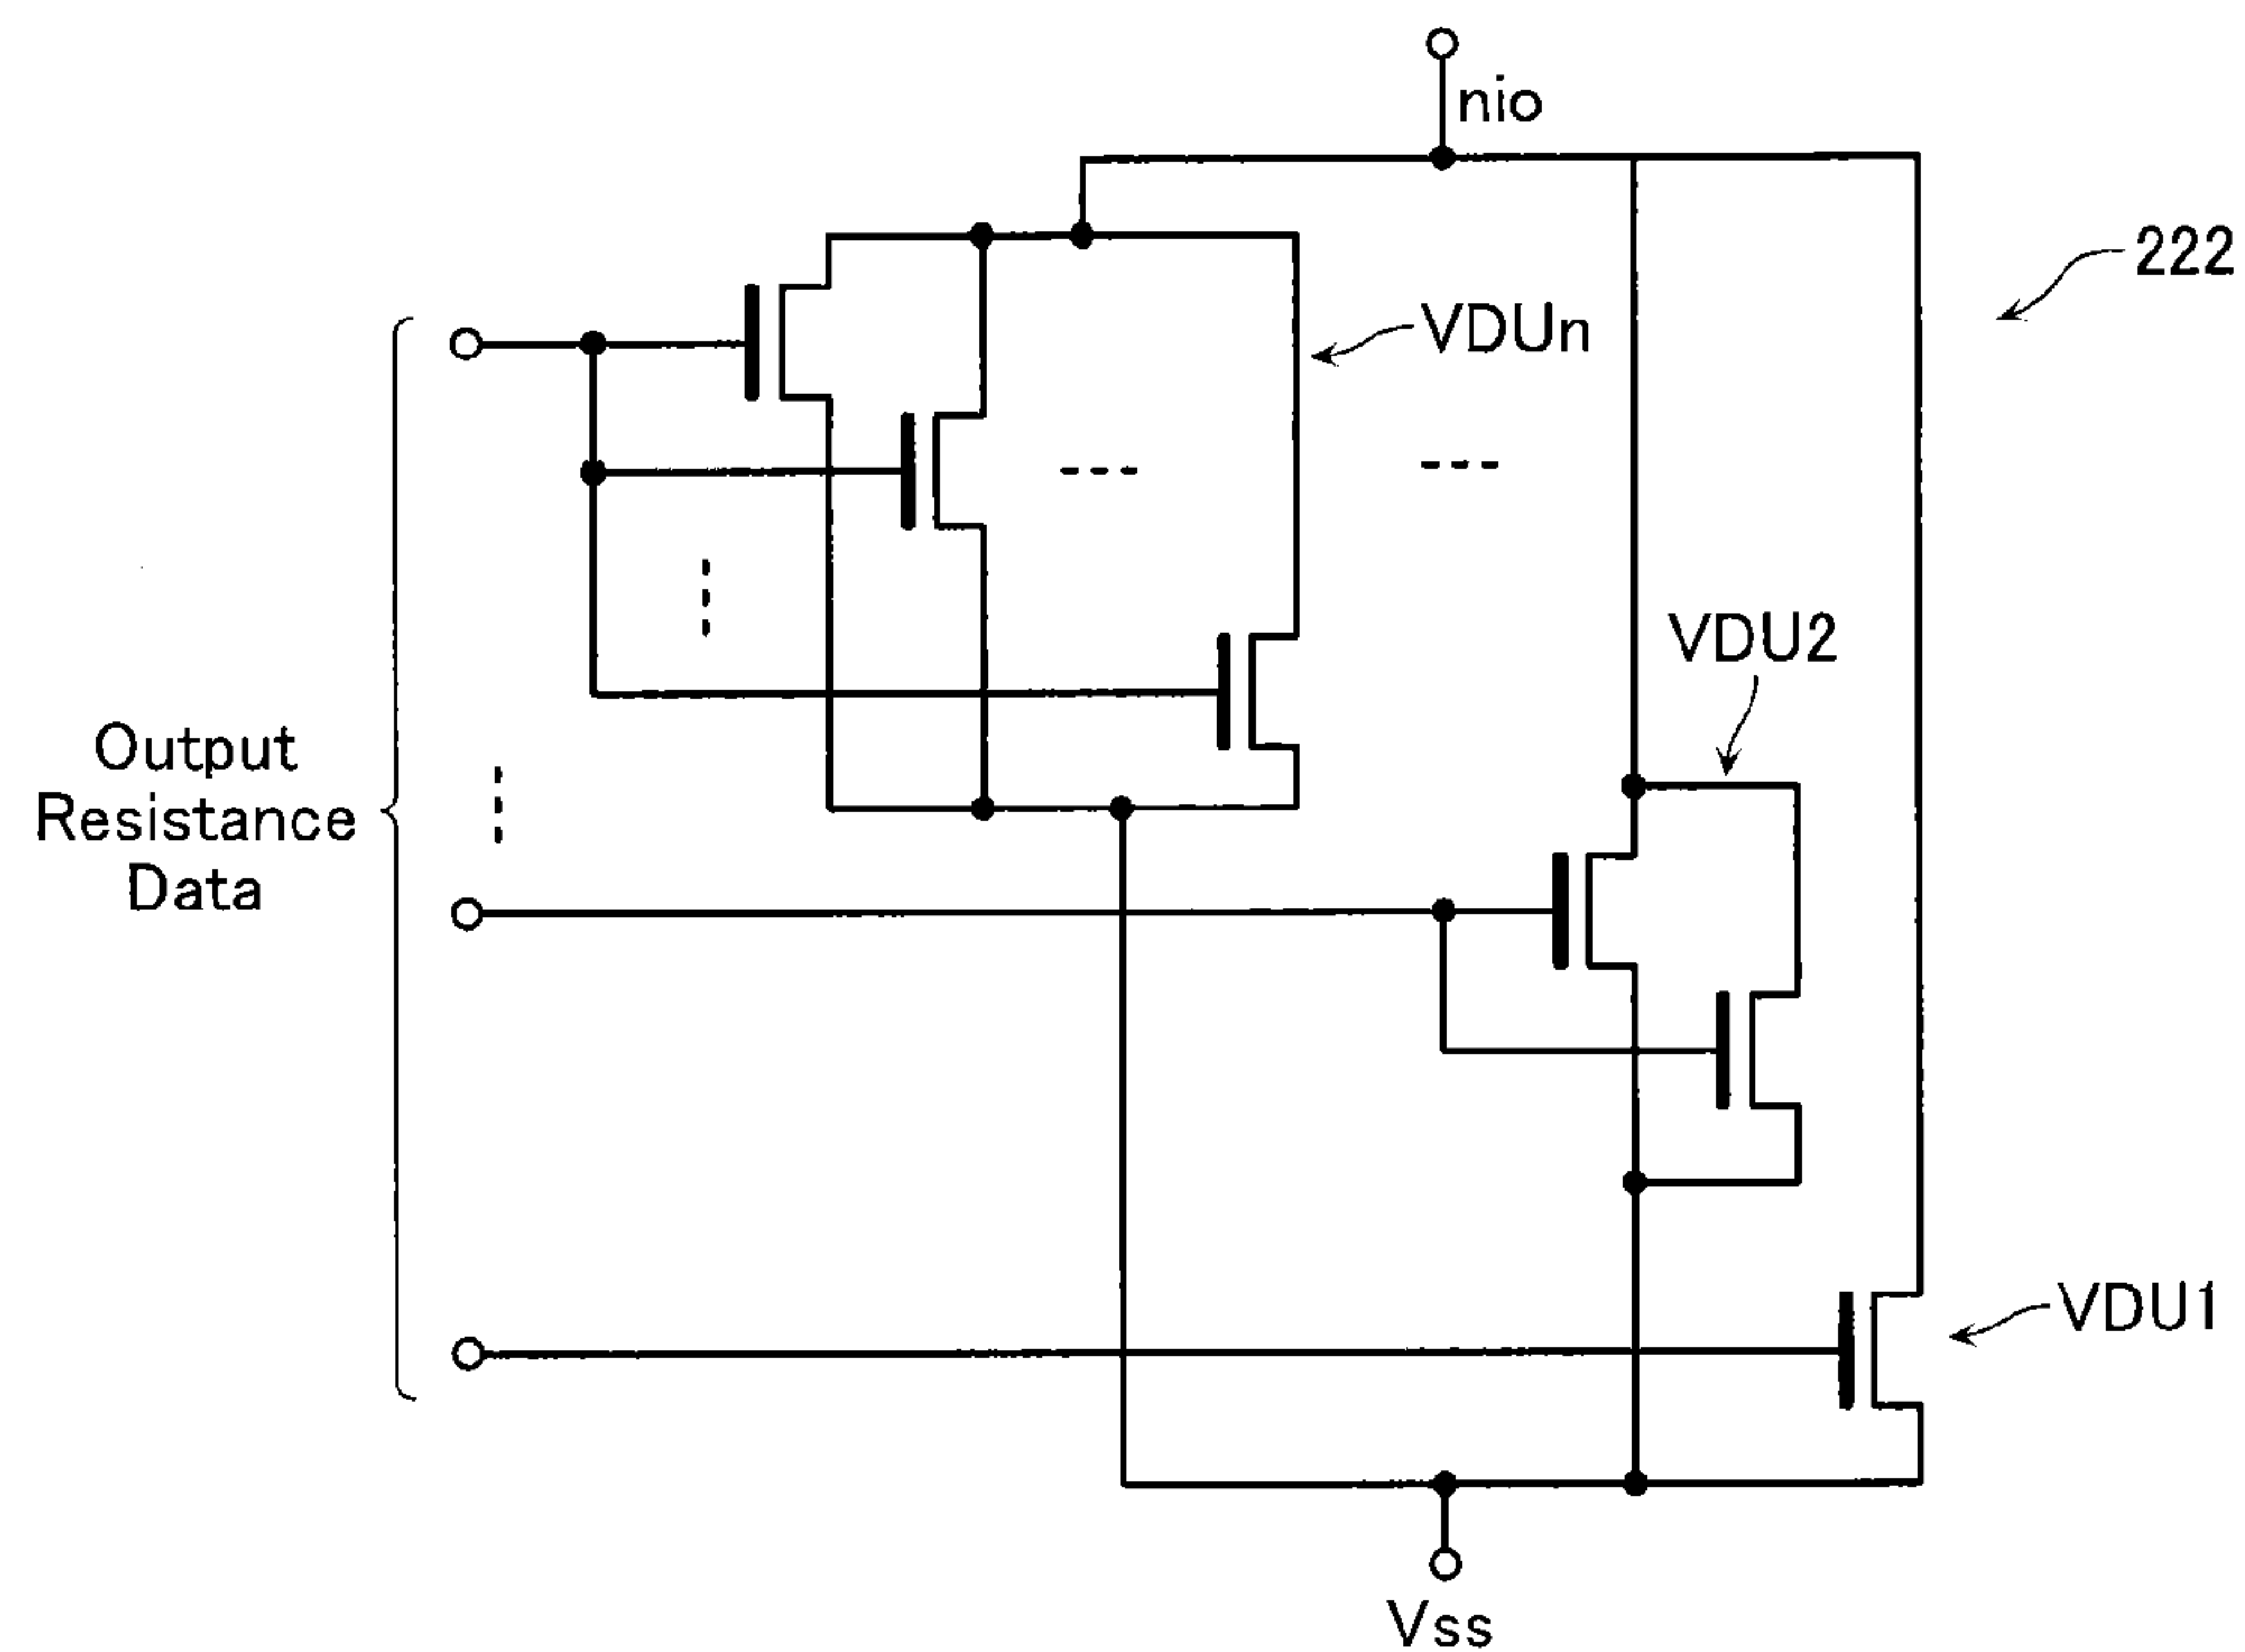 nio
222
VDUn
VDU2
Output
Resistance
Data
VDU1
Vss